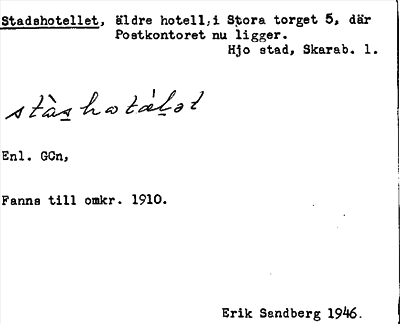 Stadshotellet, äldre hotell,i Stora torget 5, där
Postkontoret nu ligger.
Hjo stad, Skarab. l.
Enl. GCn,
Fanns till omkr. 1910.
Erik Sandberg 1946.